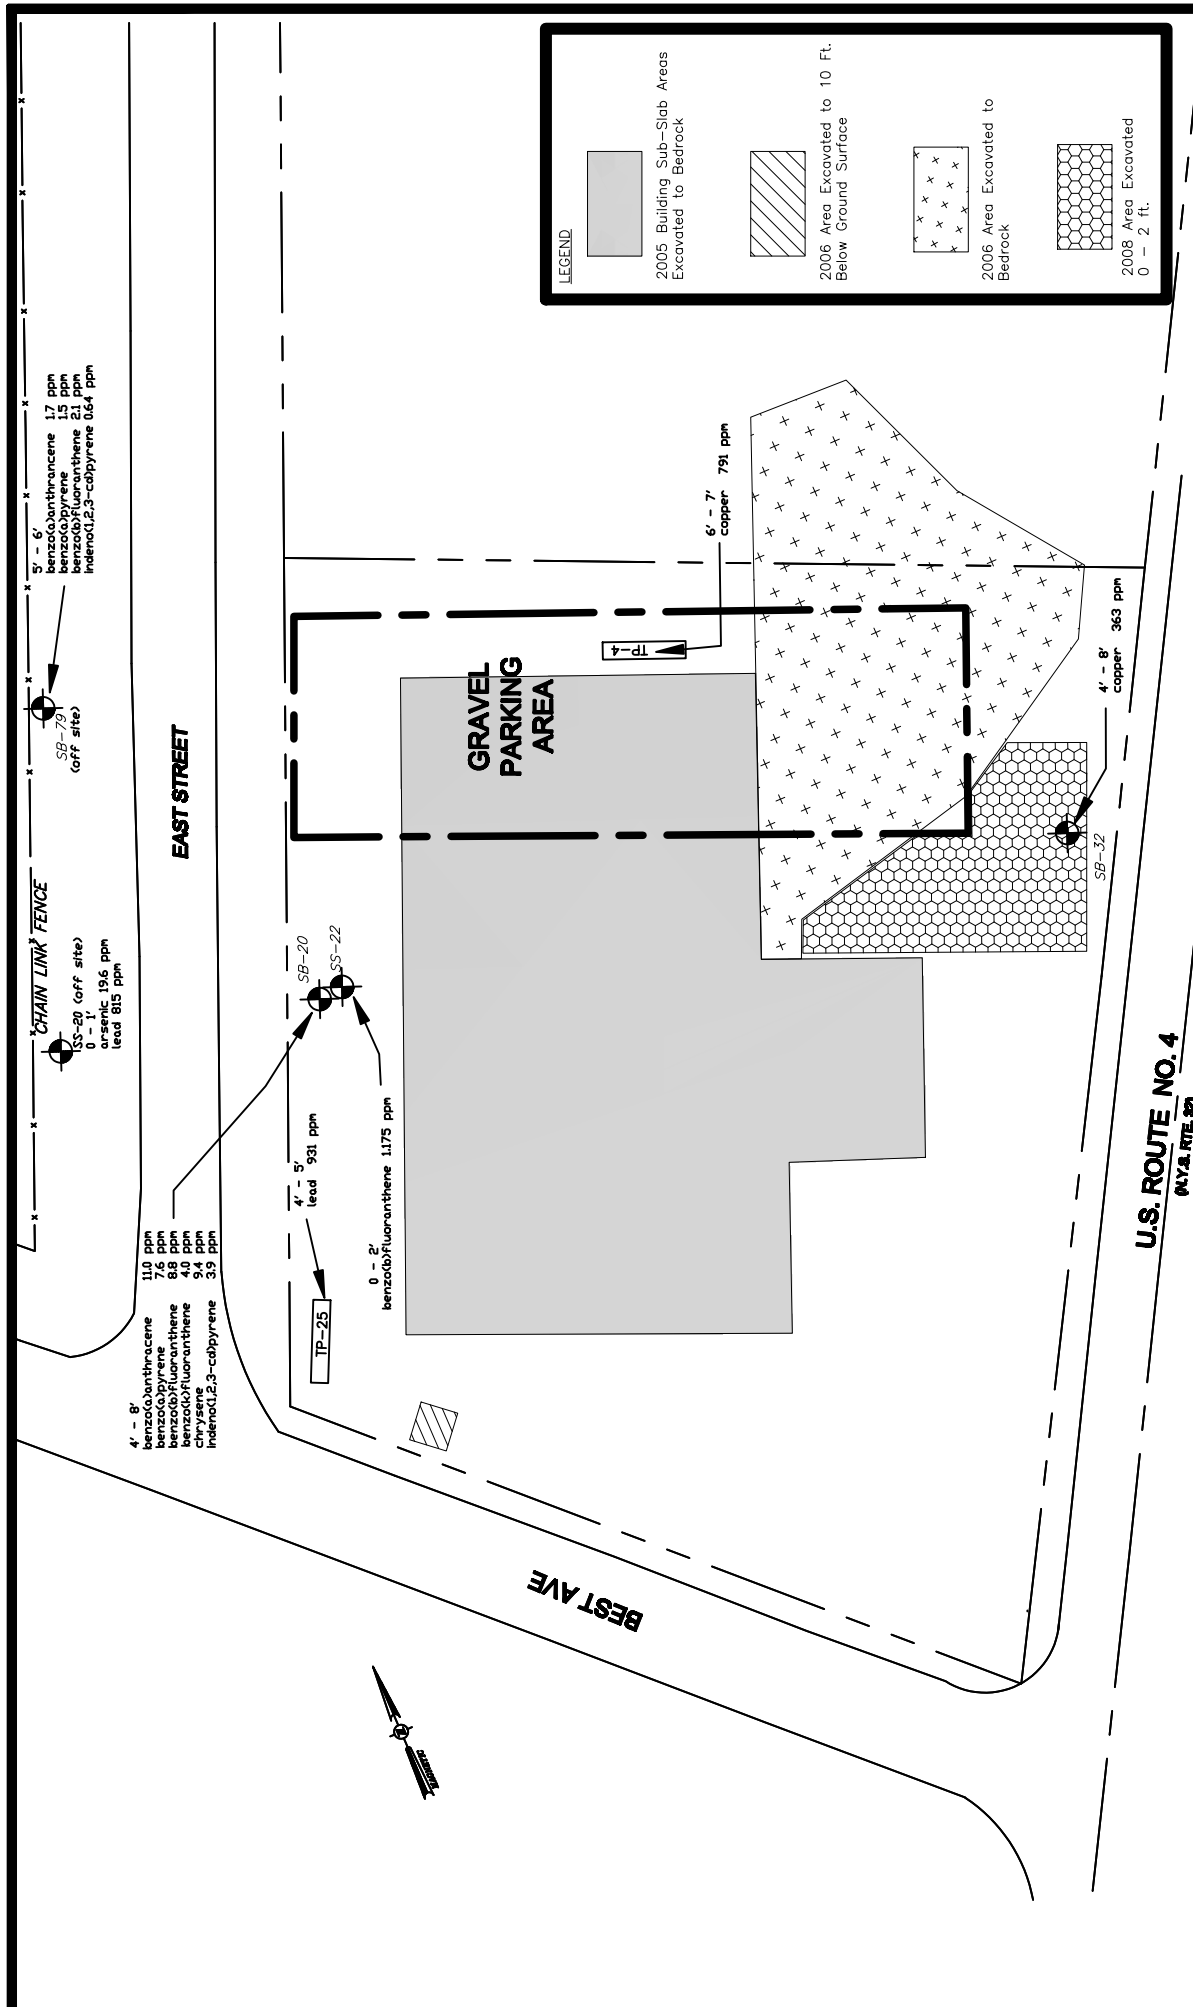 LEGEND
2005 Building Sub-Slab Areas
Excavated to Bedrock
2006 Area Excavated to 10 Ft.
Below Ground Surface
2006 Area Excavated to
Bedrock
2008 Area Excavated
0 - 2 ft.
5' - 6'
benzo(a)anthrancene 1.7 ppm
benzo(a)pyrene 1.5 ppm
benzo(b)fluoranthene 2.1 ppm
indeno(1,2,3-cd)pyrene 0.64 ppm
SB-79
(off site)
CHAIN LINK FENCE
SS-20 (off site)
0 - 1'
arsenic 19.6 ppm
lead 815 ppm
EAST STREET
4' - 8'
benzo(a)anthracene 11.0 ppm
benzo(a)pyrene 7.6 ppm
benzo(b)fluoranthene 8.8 ppm
benzo(k)fluoranthene 4.0 ppm
chrysene 9.4 ppm
indeno(1,2,3-cd)pyrene 3.9 ppm
SB-20
SS-22
4' - 5'
lead 931 ppm
TP-25
0 - 2'
benzo(b)fluoranthene 1.175 ppm
GRAVEL
PARKING
AREA
TP-4
6' - 7'
copper 791 ppm
4' - 8'
copper 363 ppm
SB-32
U.S. ROUTE NO. 4
(N.Y.S. RTE. 32)
BEST AVE
MAGNETIC